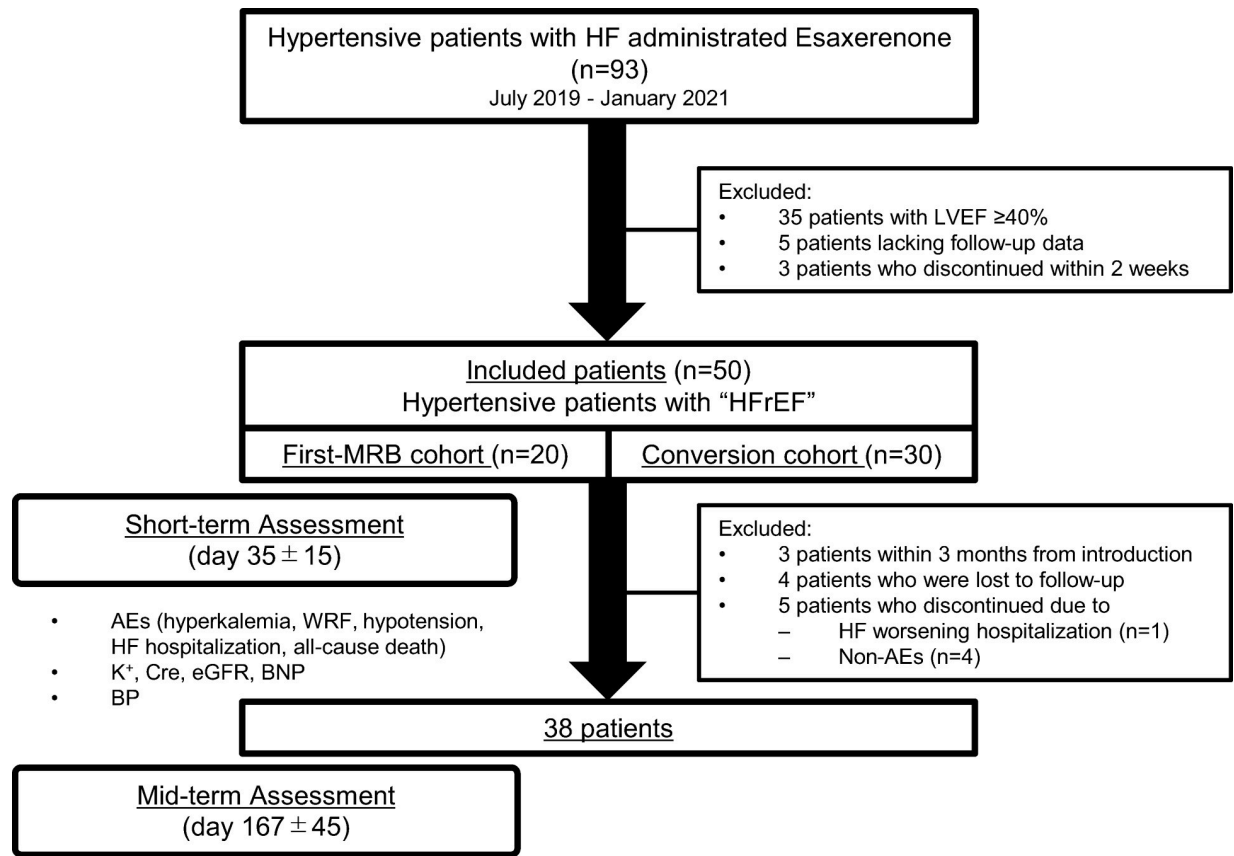 Hypertensive patients with HF administrated Esaxerenone
(n=93)
July 2019 - January 2021
Excluded:
• 35 patients with LVEF ≥40%
• 5 patients lacking follow-up data
• 3 patients who discontinued within 2 weeks
Included patients (n=50)
Hypertensive patients with “HFrEF”
First-MRB cohort (n=20)
Conversion cohort (n=30)
Short-term Assessment
(day 35±15)
• AEs (hyperkalemia, WRF, hypotension,
HF hospitalization, all-cause death)
• K⁺, Cre, eGFR, BNP
• BP
Excluded:
• 3 patients within 3 months from introduction
• 4 patients who were lost to follow-up
• 5 patients who discontinued due to
– HF worsening hospitalization (n=1)
– Non-AEs (n=4)
38 patients
Mid-term Assessment
(day 167±45)